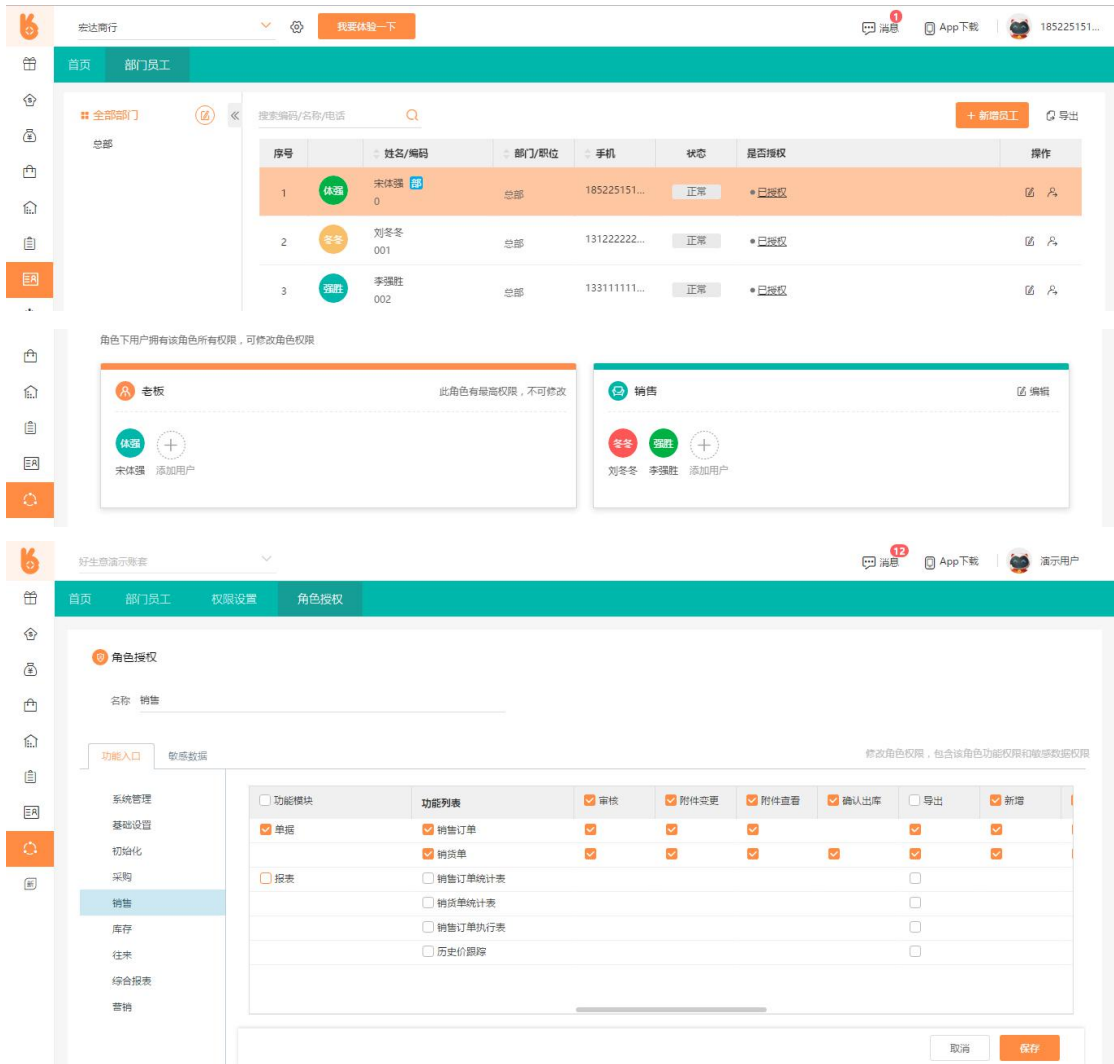 宏达商行 我要体验一下 1 消息 App下载 185225151...
首页 部门员工
全部部门 搜索编码/名称/电话 + 新增员工 导出
总部
序号 姓名/编码 部门/职位 手机 状态 是否授权 操作
1 体强 宋体强 部 0 总部 185225151... 正常 已授权
2 冬冬 刘冬冬 001 总部 131222222... 正常 已授权
3 强胜 李强胜 002 总部 133111111... 正常 已授权
角色下用户拥有该角色所有权限，可修改角色权限
老板 此角色有最高权限，不可修改 销售 编辑
体强 冬冬 强胜
宋体强 添加用户 刘冬冬 李强胜 添加用户
好生意演示账套 12 消息 App下载 演示用户
首页 部门员工 权限设置 角色授权
角色授权
名称 销售
功能入口 敏感数据 修改角色权限，包含该角色功能权限和敏感数据权限
系统管理 功能模块 功能列表 审核 附件变更 附件查看 确认出库 导出 新增
基础设置 单据 销售订单
初始化 销货单
采购 报表 销售订单统计表
销售 销货单统计表
库存 销售订单执行表
往来 历史价跟踪
综合报表
营销
取消 保存